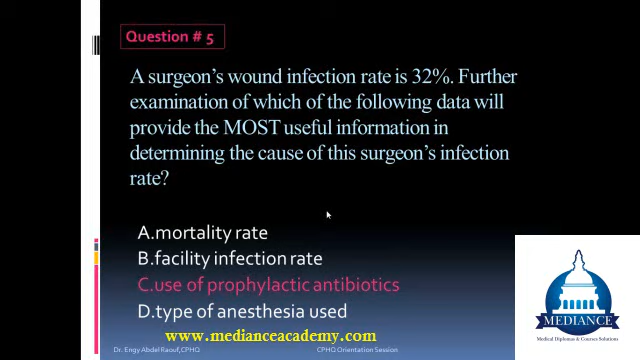 Question # 5
A surgeon's wound infection rate is 32%. Further
examination of which of the following data will
provide the MOST useful information in
determining the cause of this surgeon's infection
rate?
A.mortality rate
B.facility infection rate
C.use of prophylactic antibiotics
D.type of anesthesia used
www.medianceacademy.com
Dr. Engy Abdel Raouf,CPHQ
CPHQ Orientation Session
MEDIANCE
Medical Diplomas & Courses Solutions